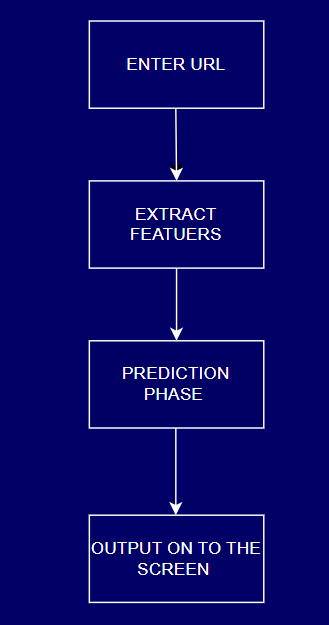 ENTER URL
EXTRACT
FEATUERS
PREDICTION
PHASE
OUTPUT ON TO THE
SCREEN